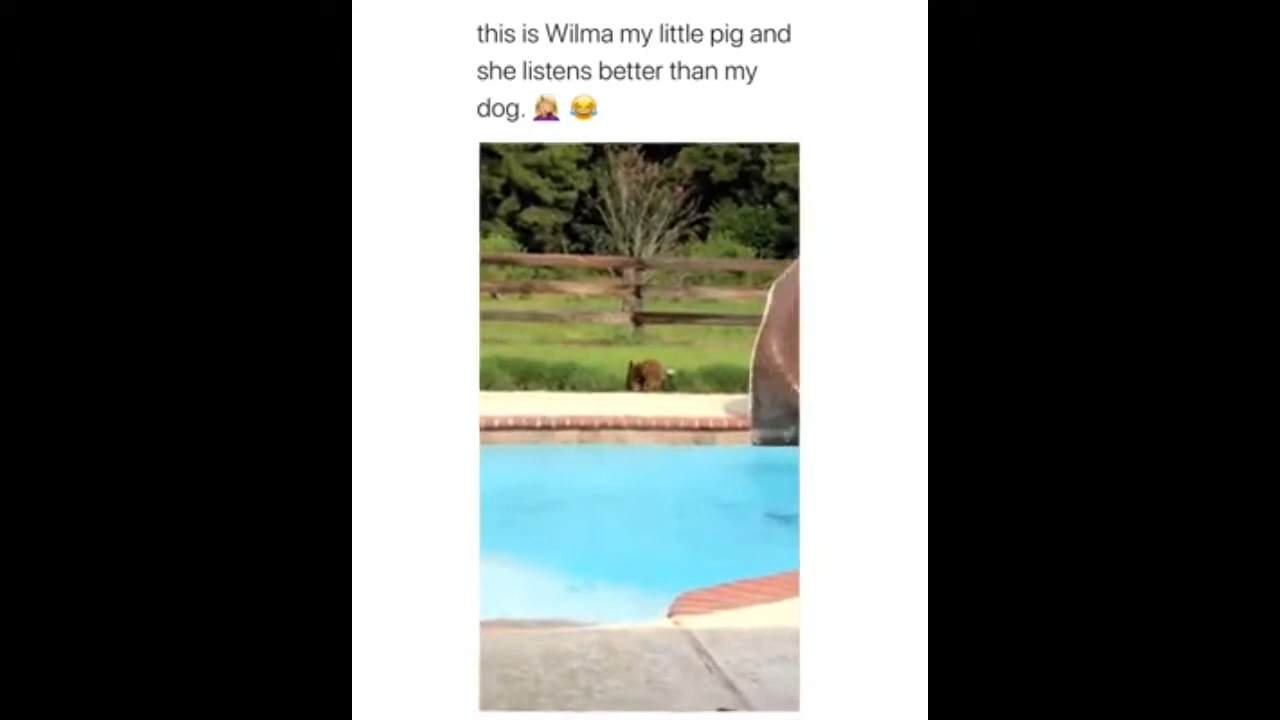 this is Wilma my little pig and
she listens better than my
dog. 🤦🏼‍♀️ 😂